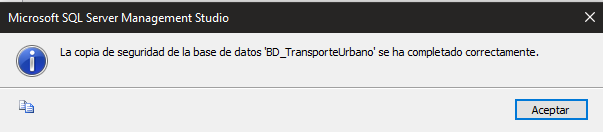 Microsoft SQL Server Management Studio
La copia de seguridad de la base de datos 'BD_TransporteUrbano' se ha completado correctamente.
Aceptar